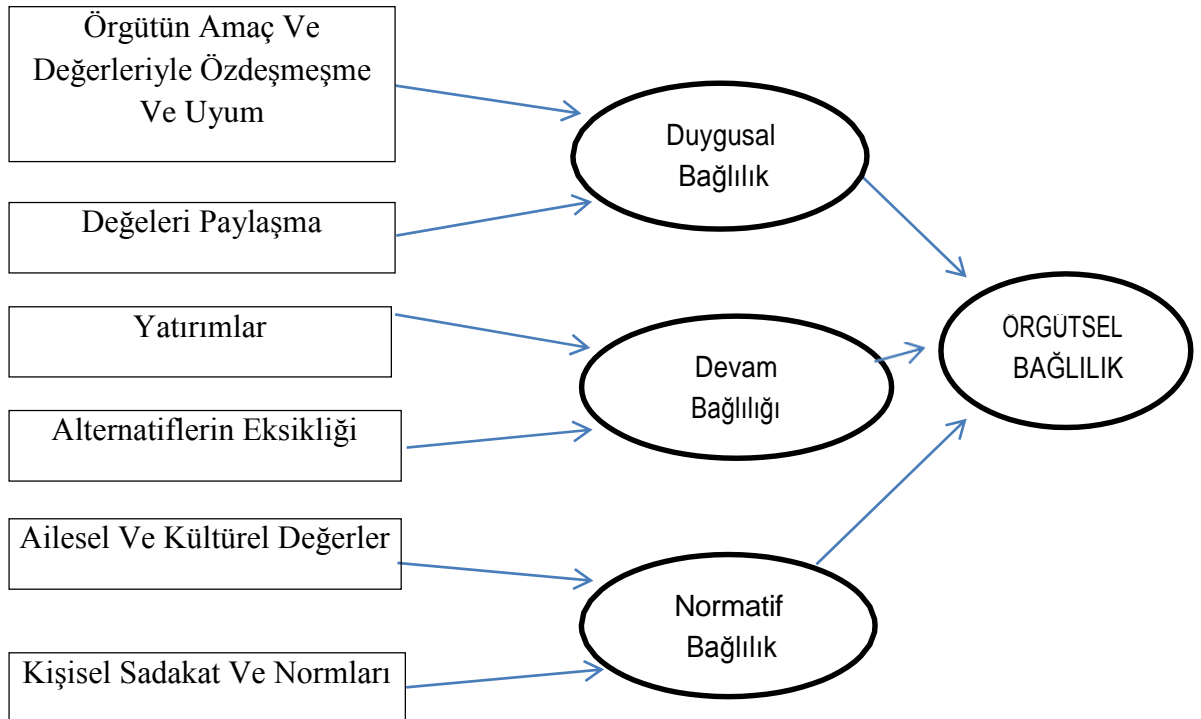 Örgütün Amaç Ve
Değerleriyle Özdeşmeşme
Ve Uyum
Değeleri Paylaşma
Yatırımlar
Alternatiflerin Eksikliği
Ailesel Ve Kültürel Değerler
Kişisel Sadakat Ve Normları
Duygusal
Bağlılık
Devam
Bağlılığı
Normatif
Bağlılık
ÖRGÜTSEL
BAĞLILIK